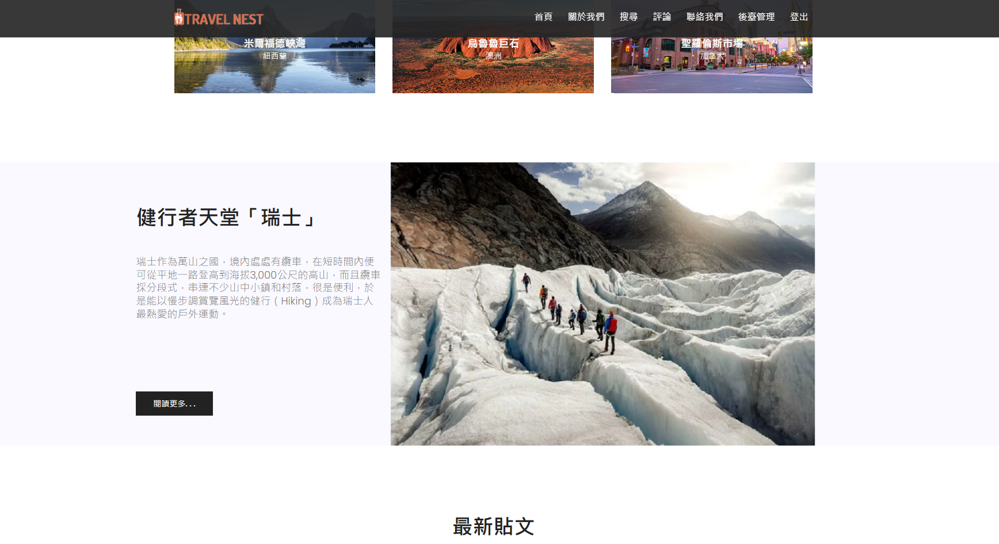 TRAVEL NEST
首頁 關於我們 搜尋 評論 聯絡我們 後臺管理 登出
米爾福德峽灣
紐西蘭
烏魯魯巨石
澳洲
聖羅倫斯市場
加拿大
健行者天堂「瑞士」
瑞士作為萬山之國，境內處處有纜車，在短時間內便
可從平地一路登高到海拔3,000公尺的高山，而且纜車
採分段式，串連不少山中小鎮和村落，很是便利，於
是能以慢步調賞覽風光的健行（Hiking）成為瑞士人
最熱愛的戶外運動。
閱讀更多...
最新貼文